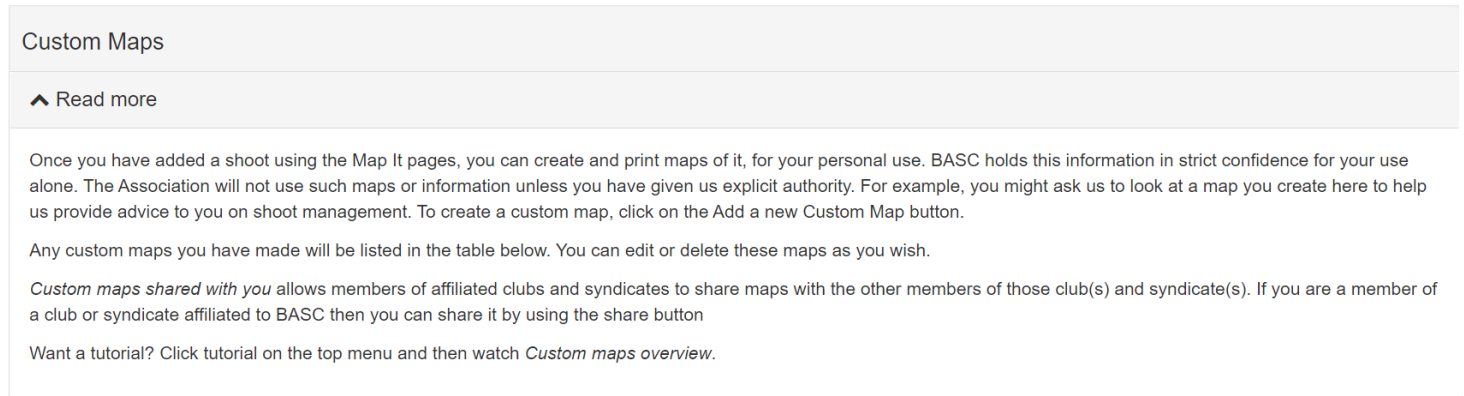 Custom Maps
Read more
Once you have added a shoot using the Map It pages, you can create and print maps of it, for your personal use. BASC holds this information in strict confidence for your use
alone. The Association will not use such maps or information unless you have given us explicit authority. For example, you might ask us to look at a map you create here to help
us provide advice to you on shoot management. To create a custom map, click on the Add a new Custom Map button.
Any custom maps you have made will be listed in the table below. You can edit or delete these maps as you wish.
Custom maps shared with you allows members of affiliated clubs and syndicates to share maps with the other members of those club(s) and syndicate(s). If you are a member of
a club or syndicate affiliated to BASC then you can share it by using the share button
Want a tutorial? Click tutorial on the top menu and then watch Custom maps overview.